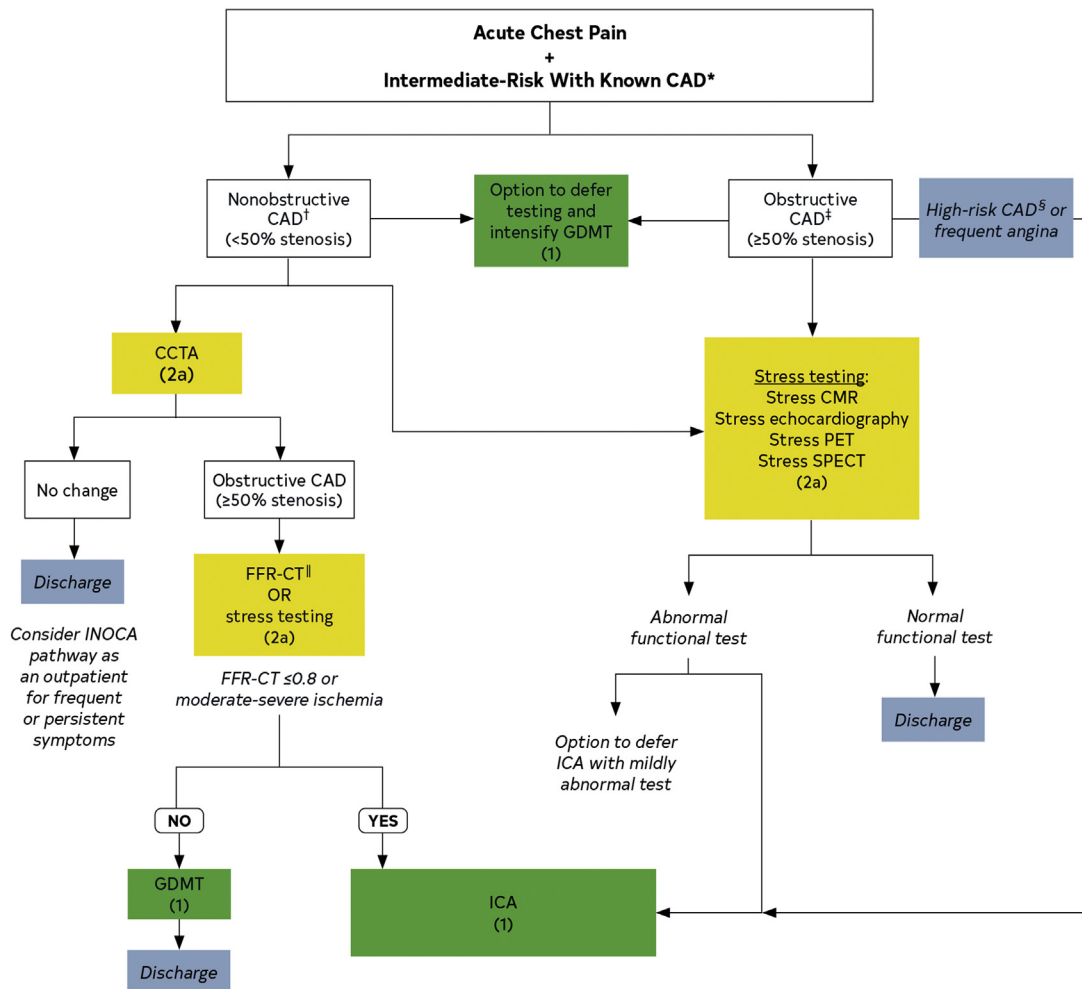 Acute Chest Pain
+
Intermediate-Risk With Known CAD*
Nonobstructive
CAD†
(<50% stenosis)
Option to defer
testing and
intensify GDMT
(1)
Obstructive
CAD‡
(≥50% stenosis)
High-risk CAD§ or
frequent angina
CCTA
(2a)
Stress testing:
Stress CMR
Stress echocardiography
Stress PET
Stress SPECT
(2a)
No change
Obstructive CAD
(≥50% stenosis)
Discharge
Consider INOCA
pathway as
an outpatient
for frequent
or persistent
symptoms
FFR-CT||
OR
stress testing
(2a)
FFR-CT ≤0.8 or
moderate-severe ischemia
Abnormal
functional test
Normal
functional test
Option to defer
ICA with mildly
abnormal test
Discharge
NO
YES
GDMT
(1)
ICA
(1)
Discharge